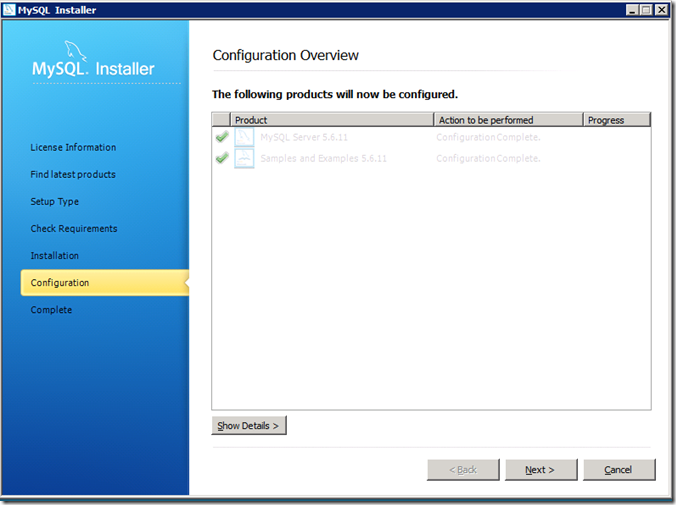 MySQL Installer
MySQL® Installer
License Information
Find latest products
Setup Type
Check Requirements
Installation
Configuration
Complete
Configuration Overview
The following products will now be configured.
Product Action to be performed Progress
MySQL Server 5.6.11 Configuration Complete.
Samples and Examples 5.6.11 Configuration Complete.
Show Details >
< Back Next > Cancel